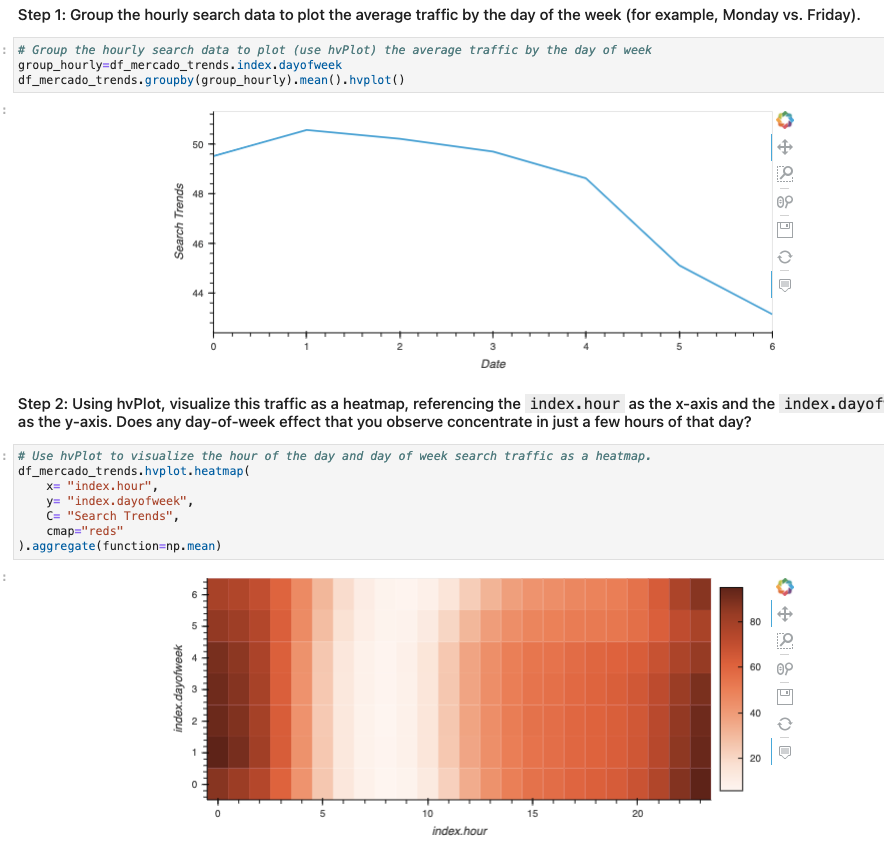 Step 1: Group the hourly search data to plot the average traffic by the day of the week (for example, Monday vs. Friday).
: # Group the hourly search data to plot (use hvPlot) the average traffic by the day of week
group_hourly=df_mercado_trends.index.dayofweek
df_mercado_trends.groupby(group_hourly).mean().hvplot()
:
50
48
46
44
Search Trends
0 1 2 3 4 5 6
Date
Step 2: Using hvPlot, visualize this traffic as a heatmap, referencing the index.hour as the x-axis and the index.dayof
as the y-axis. Does any day-of-week effect that you observe concentrate in just a few hours of that day?
: # Use hvPlot to visualize the hour of the day and day of week search traffic as a heatmap.
df_mercado_trends.hvplot.heatmap(
    x= "index.hour",
    y= "index.dayofweek",
    C= "Search Trends",
    cmap="reds"
).aggregate(function=np.mean)
:
6
5
4
3
2
1
0
index.dayofweek
0 5 10 15 20
index.hour
80
60
40
20